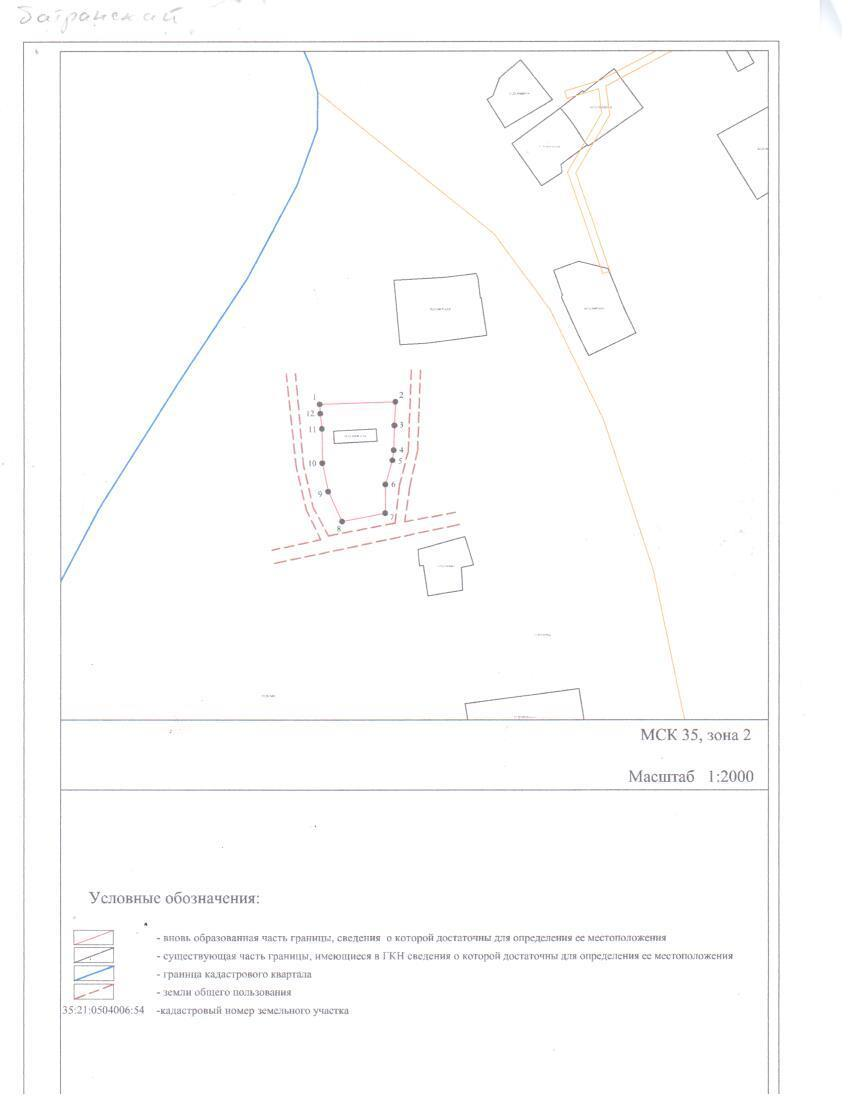 Батранский
1
2
12
3
11
4
5
10
6
9
7
8
МСК 35, зона 2
Масштаб 1:2000
Условные обозначения:
- вновь образованная часть границы, сведения о которой достаточны для определения ее местоположения
- существующая часть границы, имеющиеся в ГКН сведения о которой достаточны для определения ее местоположения
- граница кадастрового квартала
- земли общего пользования
35:21:0504006:54 -кадастровый номер земельного участка